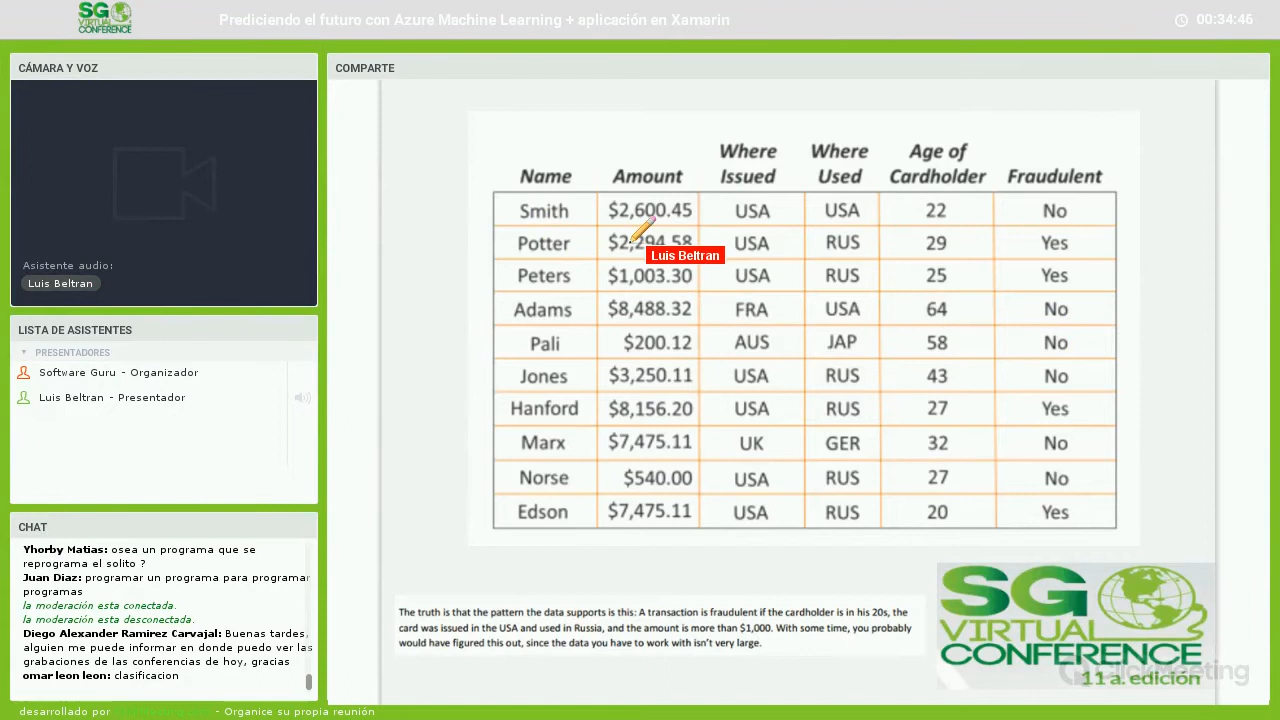 SG
VIRTUAL
CONFERENCE
Prediciendo el futuro con Azure Machine Learning + aplicación en Xamarin
00:34:46
CÁMARA Y VOZ
Asistente audio:
Luis Beltran
LISTA DE ASISTENTES
PRESENTADORES
Software Guru - Organizador
Luis Beltran - Presentador
CHAT
Yhorby Matias: osea un programa que se
reprograma el solito ?
Juan Diaz: programar un programa para programar
programas
la moderación esta conectada.
la moderación esta desconectada.
Diego Alexander Ramirez Carvajal: Buenas tardes,
alguien me puede informar en donde puedo ver las
grabaciones de las conferencias de hoy, gracias
omar leon leon: clasificacion
desarrollado por - Organice su propia reunión
COMPARTE
Name Amount Where Issued Where Used Age of Cardholder Fraudulent
Smith $2,600.45 USA USA 22 No
Potter $2,294.58 USA RUS 29 Yes
Luis Beltran
Peters $1,003.30 USA RUS 25 Yes
Adams $8,488.32 FRA USA 64 No
Pali $200.12 AUS JAP 58 No
Jones $3,250.11 USA RUS 43 No
Hanford $8,156.20 USA RUS 27 Yes
Marx $7,475.11 UK GER 32 No
Norse $540.00 USA RUS 27 No
Edson $7,475.11 USA RUS 20 Yes
The truth is that the pattern the data supports is this: A transaction is fraudulent if the cardholder is in his 20s, the
card was issued in the USA and used in Russia, and the amount is more than $1,000. With some time, you probably
would have figured this out, since the data you have to work with isn't very large.
SG
VIRTUAL
CONFERENCE
11a. edición
ClickMeeting